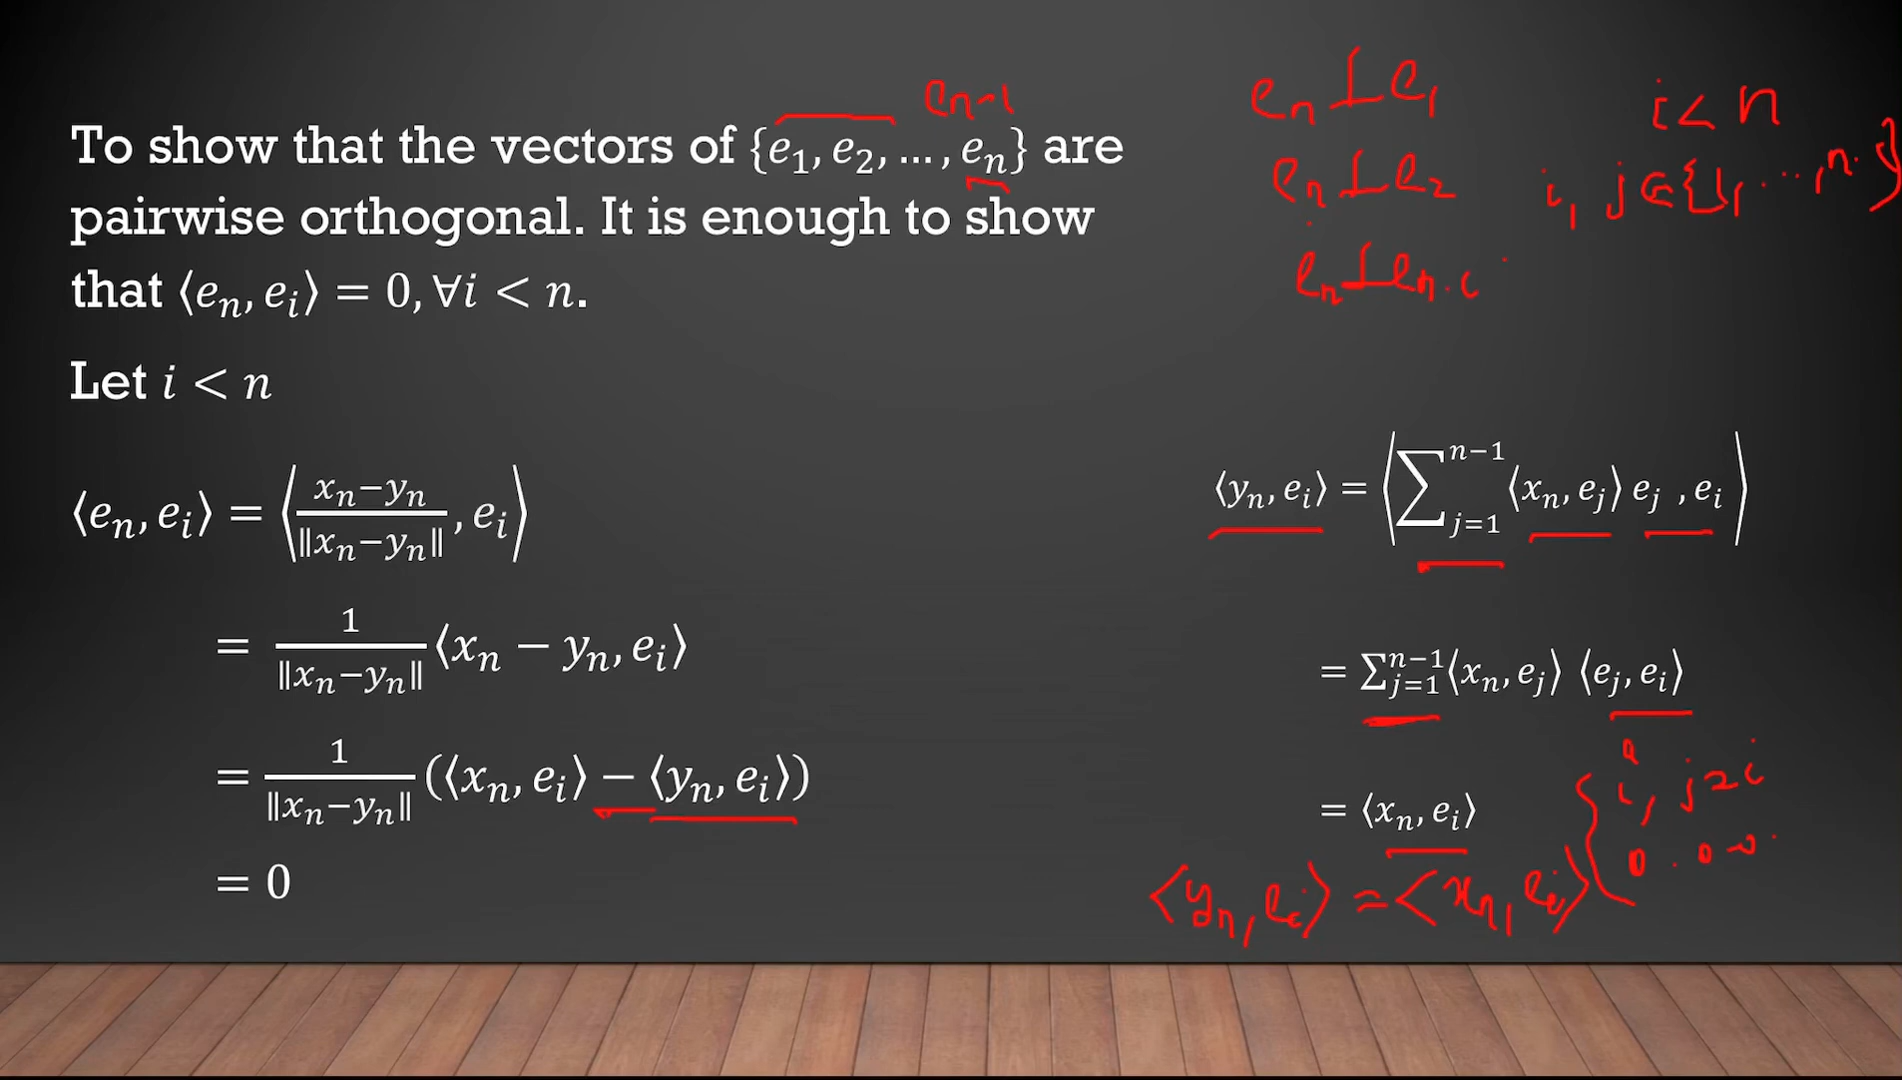 eₙ₋₁
To show that the vectors of {e₁, e₂, …, eₙ} are
pairwise orthogonal. It is enough to show
that ⟨eₙ, eᵢ⟩ = 0, ∀i < n.
Let i < n
⟨eₙ, eᵢ⟩ = ⟨(xₙ−yₙ)/‖xₙ−yₙ‖, eᵢ⟩
= 1/‖xₙ−yₙ‖ ⟨xₙ − yₙ, eᵢ⟩
= 1/‖xₙ−yₙ‖ (⟨xₙ, eᵢ⟩ − ⟨yₙ, eᵢ⟩)
= 0
eₙ ⊥ e₁
eₙ ⊥ e₂
i < n
i, j ∈ {1, ..., n}
⟨yₙ, eᵢ⟩ = ⟨∑ⱼ₌₁ⁿ⁻¹ ⟨xₙ, eⱼ⟩ eⱼ , eᵢ⟩
= ∑ⱼ₌₁ⁿ⁻¹⟨xₙ, eⱼ⟩ ⟨eⱼ, eᵢ⟩
= ⟨xₙ, eᵢ⟩
⟨yₙ, eᵢ⟩ = ⟨xₙ, eᵢ⟩